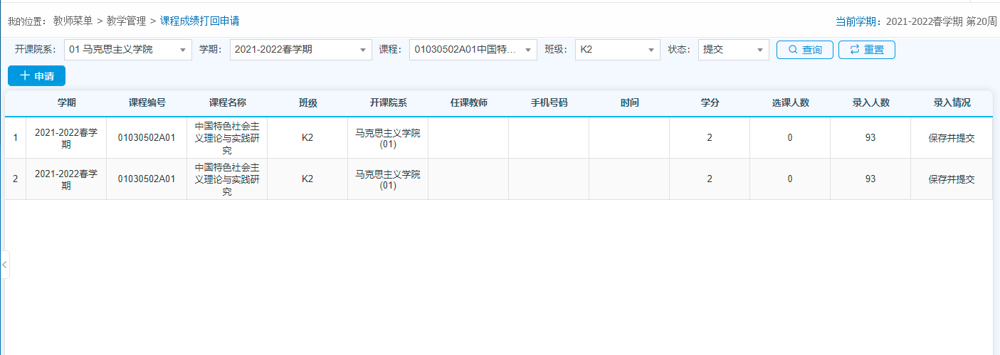 我的位置： 教师菜单 > 教学管理 > 课程成绩打回申请 当前学期：2021-2022春学期 第20周
开课院系： 01 马克思主义学院 学期： 2021-2022春学期 课程： 01030502A01中国特... 班级： K2 状态： 提交 查询 重置
申请
学期 课程编号 课程名称 班级 开课院系 任课教师 手机号码 时间 学分 选课人数 录入人数 录入情况
1 2021-2022春学期 01030502A01 中国特色社会主义理论与实践研究 K2 马克思主义学院(01) 2 0 93 保存并提交
2 2021-2022春学期 01030502A01 中国特色社会主义理论与实践研究 K2 马克思主义学院(01) 2 0 93 保存并提交